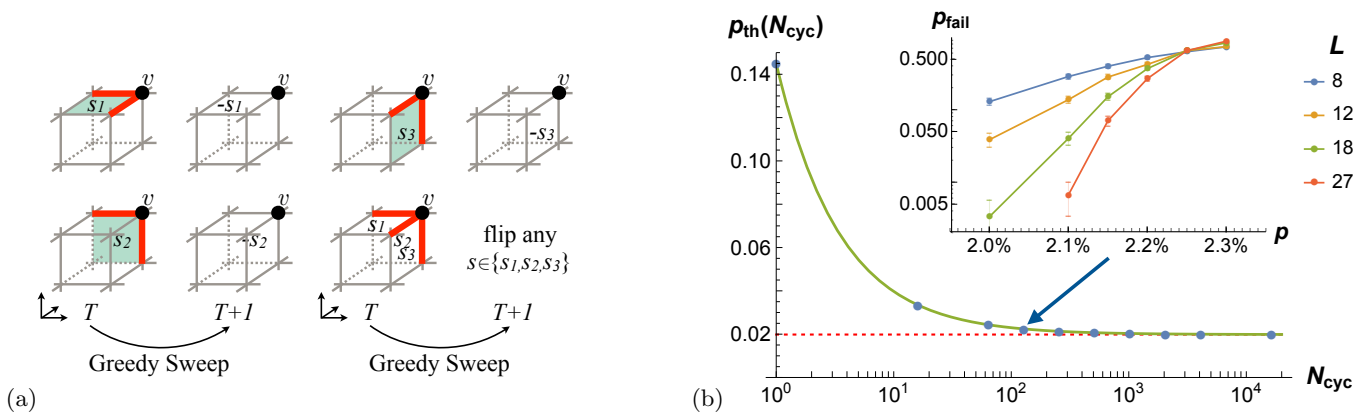 v
v
s1
-s1
s3
-s3
v
v
s2
-s2
s1
s2
s3
flip any
s∈{s1,s2,s3}
T
T+1
T
T+1
Greedy Sweep
Greedy Sweep
(a)
pth(Ncyc)
0.14
0.10
0.06
0.02
10^0
10^1
10^2
10^3
10^4
Ncyc
pfail
0.500
0.050
0.005
2.0%
2.1%
2.2%
2.3%
p
L
8
12
18
27
(b)